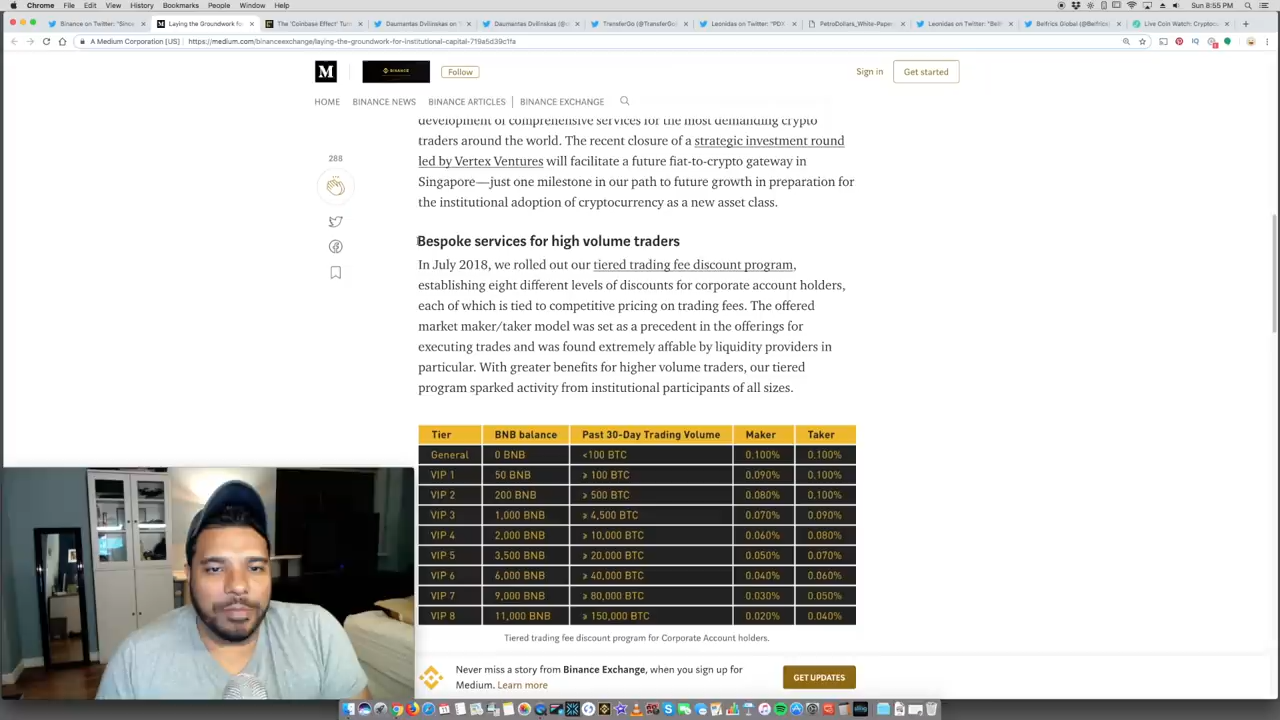 Chrome File Edit View History Bookmarks People Window Help
Sun 8:55 PM
Binance on Twitter: "Since
Laying the Groundwork for
The 'Coinbase Effect' Tur
Daumantas Dvilinskas on T
Daumantas Dvilinskas (@d
TransferGo (@TransferGo
Leonidas on Twitter: "PDX
PetroDollars_White-Paper
Leonidas on Twitter: "Bei
Beifrics Global (@Beifrics)
Live Coin Watch: Cryptoc
A Medium Corporation [US] https://medium.com/binanceexchange/laying-the-groundwork-for-institutional-capital-719a5d39c1fa
M
BINANCE
Follow
Sign in
Get started
HOME BINANCE NEWS BINANCE ARTICLES BINANCE EXCHANGE
development of comprehensive services for the most demanding crypto
traders around the world. The recent closure of a strategic investment round
led by Vertex Ventures will facilitate a future fiat-to-crypto gateway in
Singapore — just one milestone in our path to future growth in preparation for
the institutional adoption of cryptocurrency as a new asset class.
288
Bespoke services for high volume traders
In July 2018, we rolled out our tiered trading fee discount program,
establishing eight different levels of discounts for corporate account holders,
each of which is tied to competitive pricing on trading fees. The offered
market maker/taker model was set as a precedent in the offerings for
executing trades and was found extremely affable by liquidity providers in
particular. With greater benefits for higher volume traders, our tiered
program sparked activity from institutional participants of all sizes.
Tier BNB balance Past 30-Day Trading Volume Maker Taker
General 0 BNB <100 BTC 0.100% 0.100%
VIP 1 50 BNB ≥ 100 BTC 0.090% 0.100%
VIP 2 200 BNB ≥ 500 BTC 0.080% 0.100%
VIP 3 1,000 BNB ≥ 4,500 BTC 0.070% 0.090%
VIP 4 2,000 BNB ≥ 10,000 BTC 0.060% 0.080%
VIP 5 3,500 BNB ≥ 20,000 BTC 0.050% 0.070%
VIP 6 6,000 BNB ≥ 40,000 BTC 0.040% 0.060%
VIP 7 9,000 BNB ≥ 80,000 BTC 0.030% 0.050%
VIP 8 11,000 BNB ≥ 150,000 BTC 0.020% 0.040%
Tiered trading fee discount program for Corporate Account holders.
Never miss a story from Binance Exchange, when you sign up for
Medium. Learn more
GET UPDATES